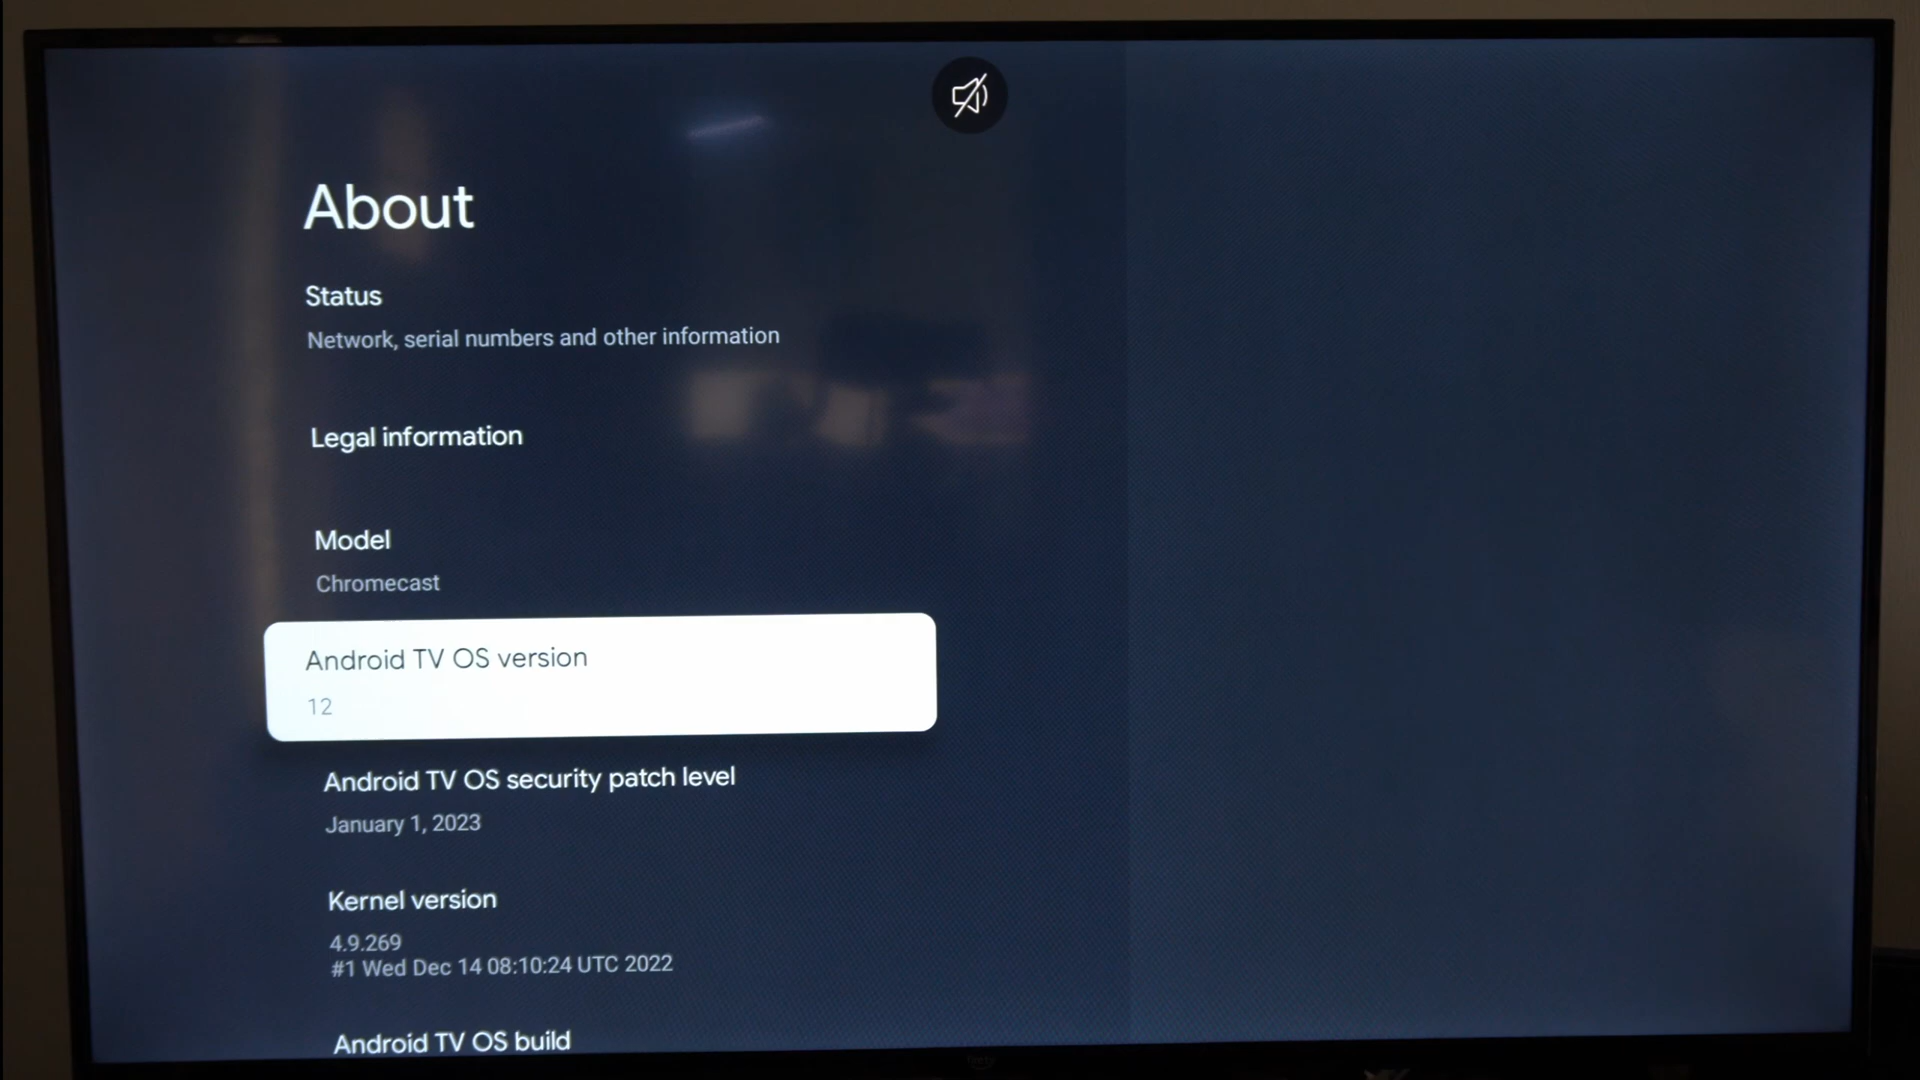 About
Status
Network, serial numbers and other information
Legal information
Model
Chromecast
Android TV OS version
12
Android TV OS security patch level
January 1, 2023
Kernel version
4.9.269
#1 Wed Dec 14 08:10:24 UTC 2022
Android TV OS build